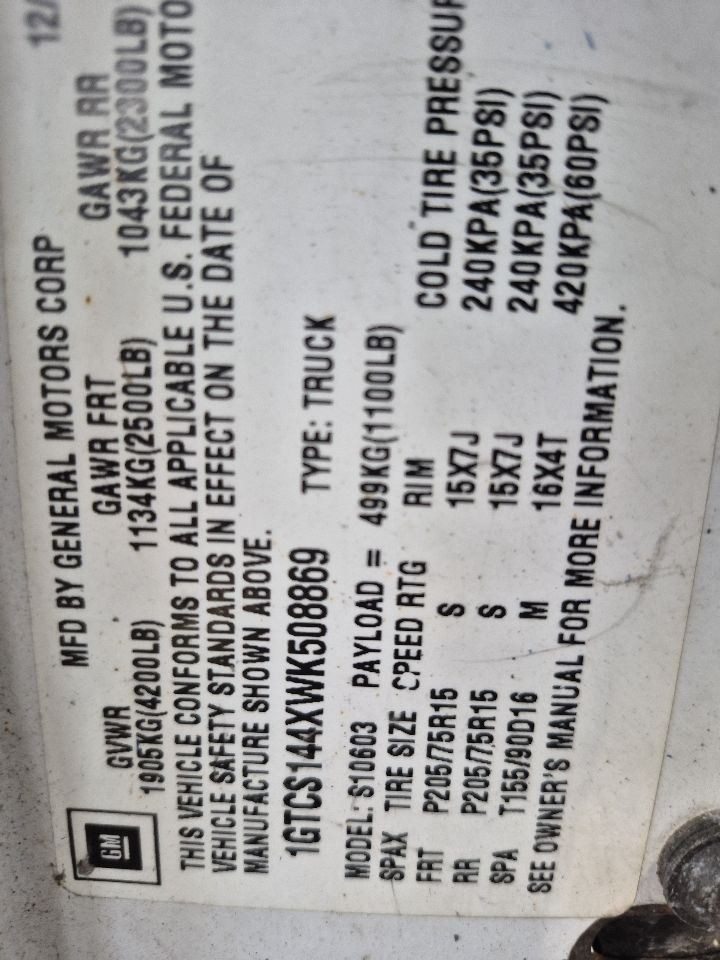 GM
MFD BY GENERAL MOTORS CORP 12/
GVWR GAWR FRT GAWR RR
1905KG(4200LB) 1134KG(2500LB) 1043KG(2300LB)
THIS VEHICLE CONFORMS TO ALL APPLICABLE U.S. FEDERAL MOTO
VEHICLE SAFETY STANDARDS IN EFFECT ON THE DATE OF
MANUFACTURE SHOWN ABOVE.
1GTCS144XWK508869 TYPE: TRUCK
MODEL: S10603 PAYLOAD = 499KG(1100LB)
SPAX TIRE SIZE SPEED RTG RIM COLD TIRE PRESSUR
FRT P205/75R15 S 15X7J 240KPA(35PSI)
RR P205/75R15 S 15X7J 240KPA(35PSI)
SPA T155/90D16 M 16X4T 420KPA(60PSI)
SEE OWNER'S MANUAL FOR MORE INFORMATION.